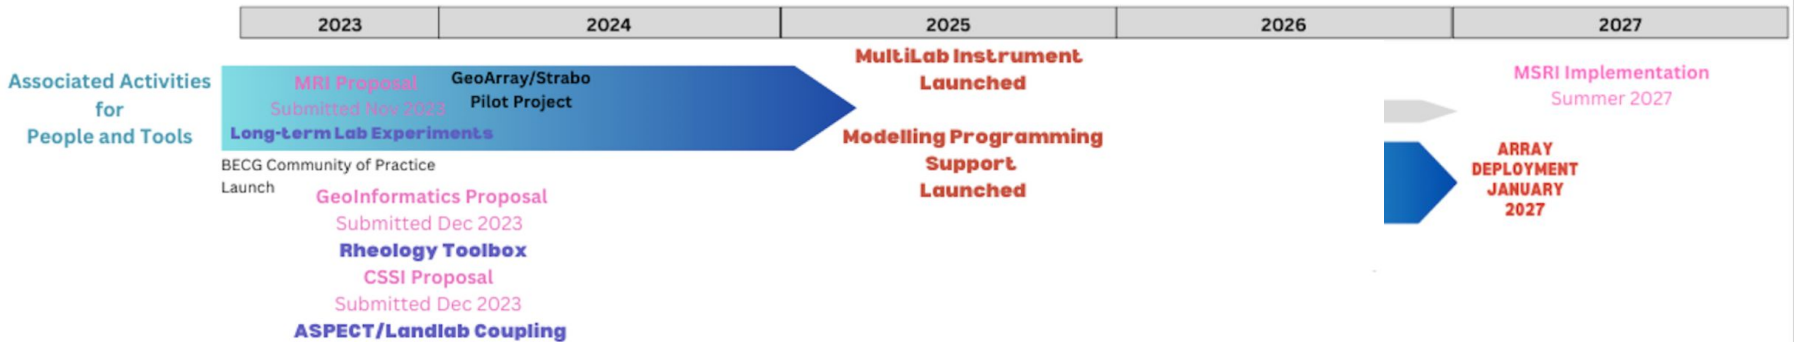 2023
2024
2025
2026
2027
Associated Activities
for
People and Tools
MRI Proposal
Submitted Nov 2023
Long-term Lab Experiments
GeoArray/Strabo
Pilot Project
BECG Community of Practice
Launch
GeoInformatics Proposal
Submitted Dec 2023
Rheology Toolbox
CSSI Proposal
Submitted Dec 2023
ASPECT/Landlab Coupling
MultiLab Instrument
Launched
Modelling Programming
Support
Launched
MSRI Implementation
Summer 2027
ARRAY
DEPLOYMENT
JANUARY
2027